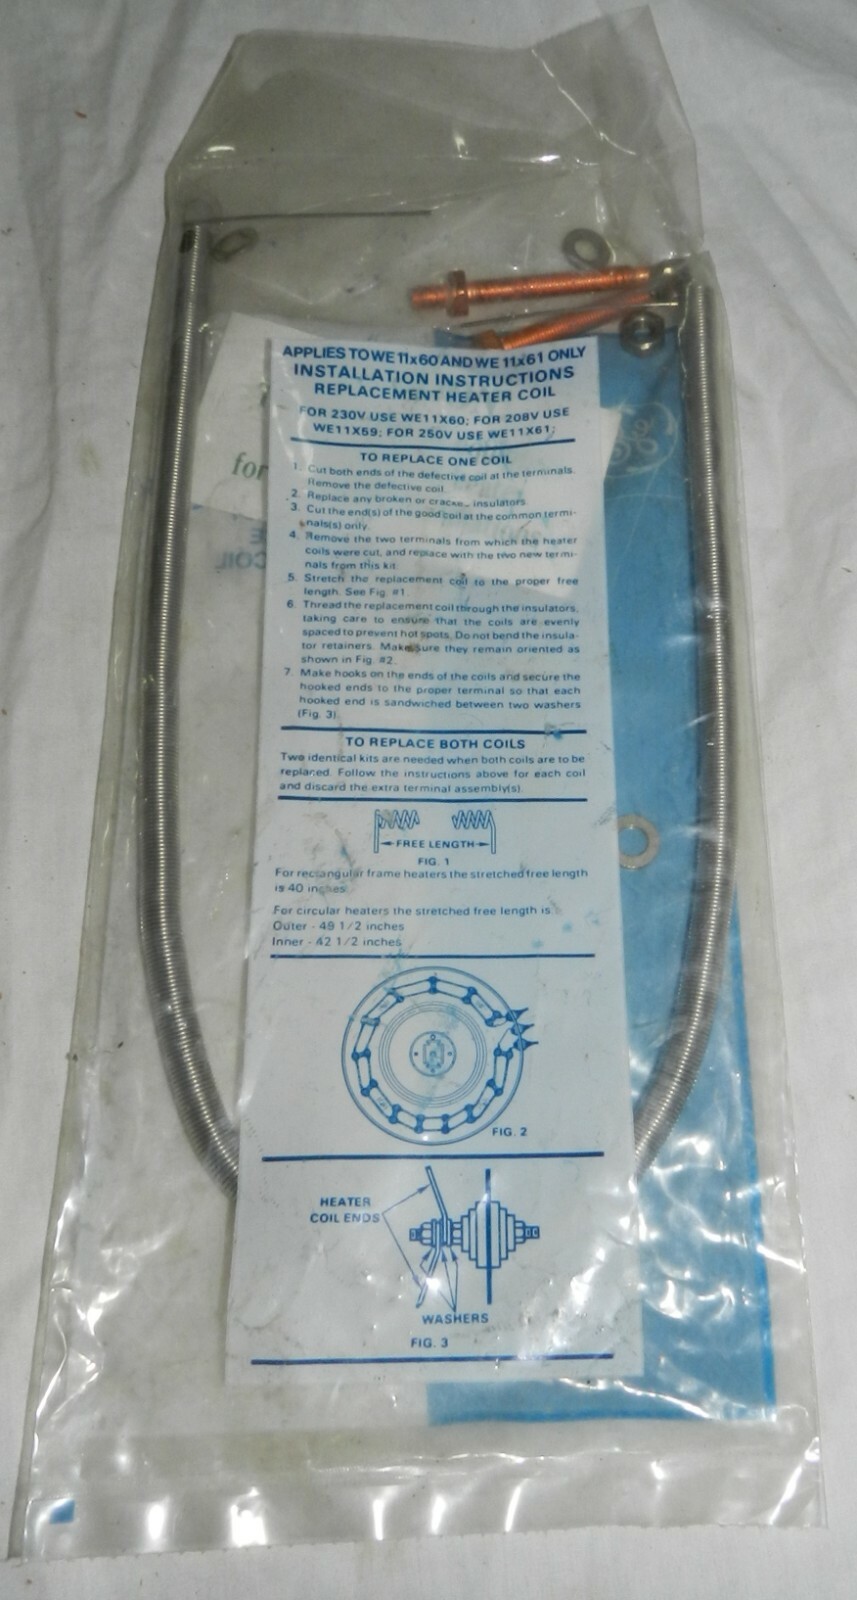 APPLIES TO WE 11x60 AND WE 11x61 ONLY
INSTALLATION INSTRUCTIONS
REPLACEMENT HEATER COIL
FOR 230V USE WE11X60; FOR 208V USE
WE11X59; FOR 250V USE WE11X61;
TO REPLACE ONE COIL
1. Cut both ends of the defective coil at the terminals.
Remove the defective coil.
2. Replace any broken or cracked insulators.
3. Cut the end(s) of the good coil at the common termi-
nals(s) only.
4. Remove the two terminals from which the heater
coils were cut, and replace with the two new termi-
nals from this kit.
5. Stretch the replacement coil to the proper free
length. See Fig. #1.
6. Thread the replacement coil through the insulators,
taking care to ensure that the coils are evenly
spaced to prevent hot spots. Do not bend the insula-
tor retainers. Make sure they remain oriented as
shown in Fig. #2.
7. Make hooks on the ends of the coils and secure the
hooked ends to the proper terminal so that each
hooked end is sandwiched between two washers
(Fig. 3).
TO REPLACE BOTH COILS
Two identical kits are needed when both coils are to be
replaced. Follow the instructions above for each coil
and discard the extra terminal assembly(s).
FREE LENGTH
FIG. 1
For rectangular frame heaters the stretched free length
is 40 inches
For circular heaters the stretched free length is
Outer - 49 1/2 inches
Inner - 42 1/2 inches
FIG. 2
HEATER
COIL ENDS
WASHERS
FIG. 3
for
COIL
GE